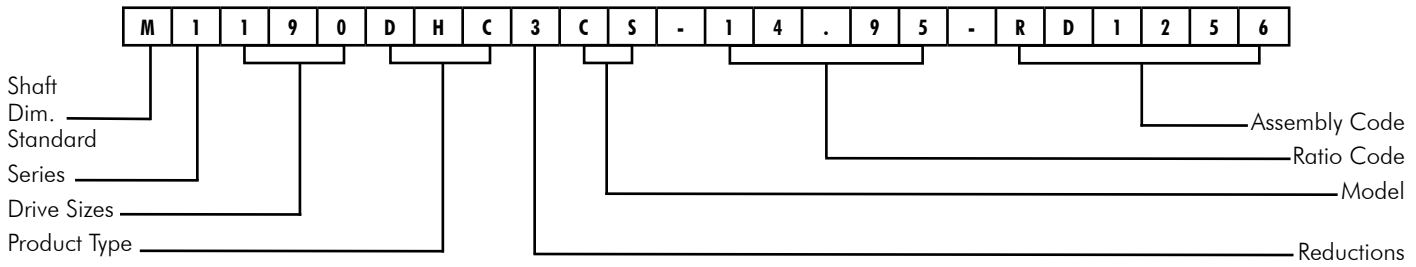 M 1 1 9 0 D H C 3 C S - 1 4 . 9 5 - R D 1 2 5 6
Shaft
Dim.
Standard
Series
Drive Sizes
Product Type
Assembly Code
Ratio Code
Model
Reductions